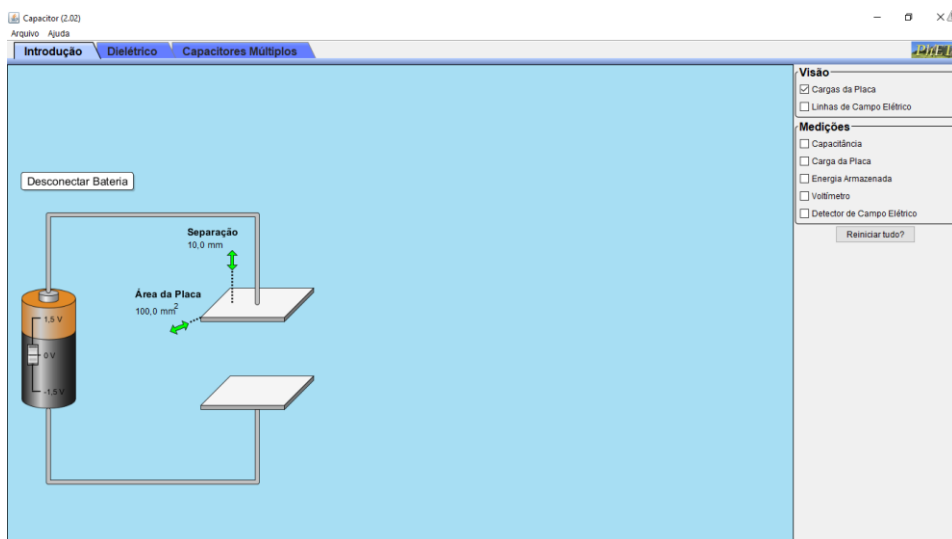 Capacitor (2.02)
Arquivo Ajuda
Introdução Dielétrico Capacitores Múltiplos
PhET
Visão
Cargas da Placa
Linhas de Campo Elétrico
Medições
Capacitância
Carga da Placa
Energia Armazenada
Voltímetro
Detector de Campo Elétrico
Reiniciar tudo?
Desconectar Bateria
Separação
10,0 mm
Área da Placa
100,0 mm²
1,5 V
0 V
-1,5 V